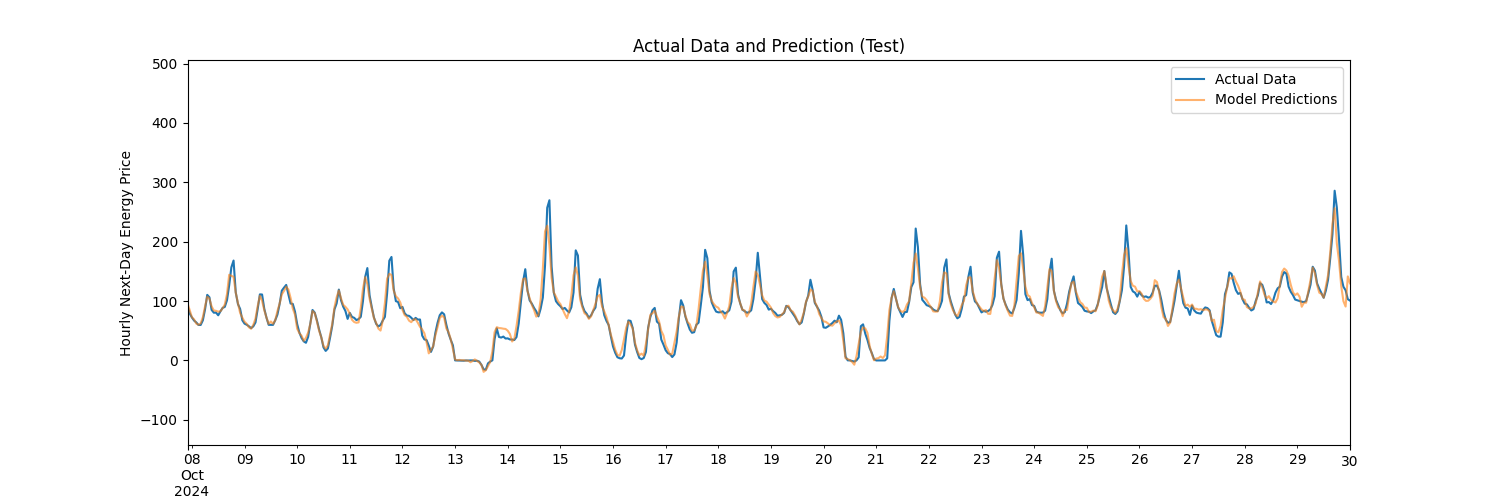 Actual Data and Prediction (Test)
Hourly Next-Day Energy Price
500
400
300
200
100
0
−100
Actual Data
Model Predictions
08 09 10 11 12 13 14 15 16 17 18 19 20 21 22 23 24 25 26 27 28 29 30
Oct
2024